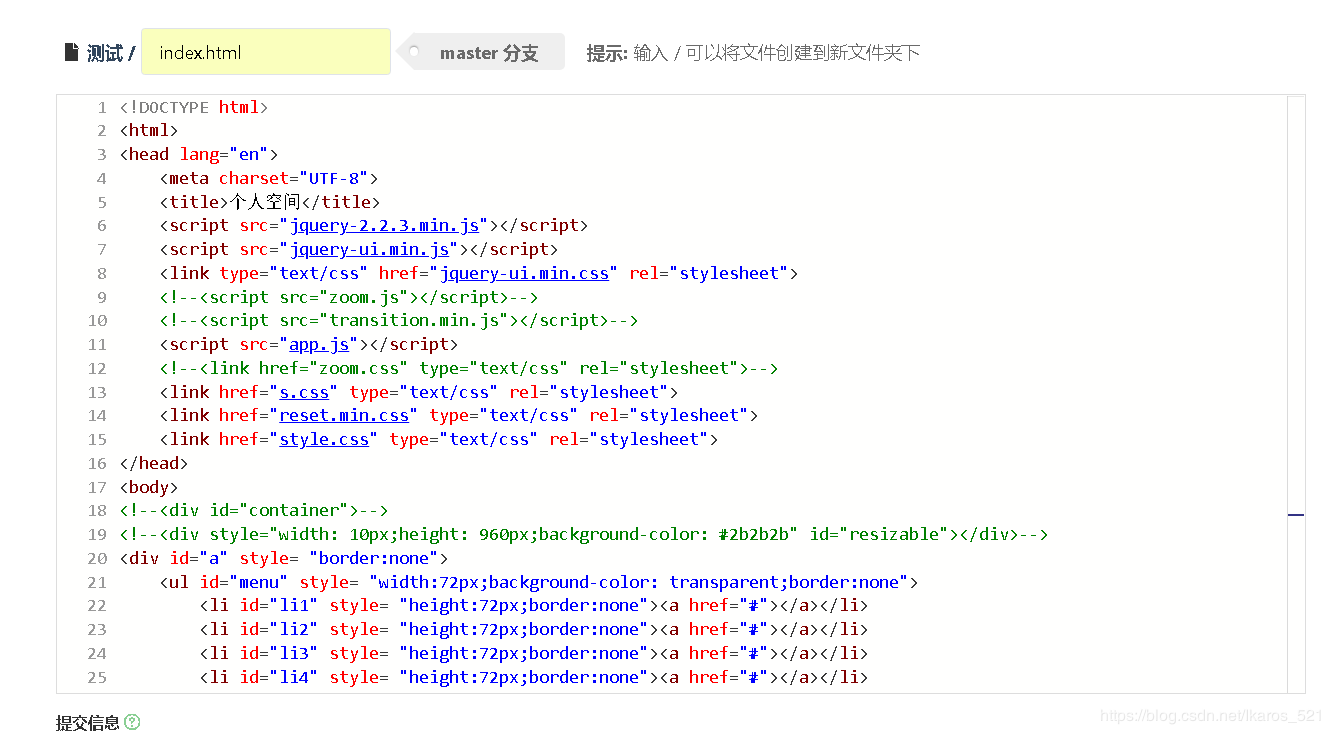 测试 / index.html master 分支 提示: 输入 / 可以将文件创建到新文件夹下
1 <!DOCTYPE html>
2 <html>
3 <head lang="en">
4 <meta charset="UTF-8">
5 <title>个人空间</title>
6 <script src="jquery-2.2.3.min.js"></script>
7 <script src="jquery-ui.min.js"></script>
8 <link type="text/css" href="jquery-ui.min.css" rel="stylesheet">
9 <!--<script src="zoom.js"></script>-->
10 <!--<script src="transition.min.js"></script>-->
11 <script src="app.js"></script>
12 <!--<link href="zoom.css" type="text/css" rel="stylesheet">-->
13 <link href="s.css" type="text/css" rel="stylesheet">
14 <link href="reset.min.css" type="text/css" rel="stylesheet">
15 <link href="style.css" type="text/css" rel="stylesheet">
16 </head>
17 <body>
18 <!--<div id="container">-->
19 <!--<div style="width: 10px;height: 960px;background-color: #2b2b2b" id="resizable"></div>-->
20 <div id="a" style= "border:none">
21 <ul id="menu" style= "width:72px;background-color: transparent;border:none">
22 <li id="li1" style= "height:72px;border:none"><a href="#"></a></li>
23 <li id="li2" style= "height:72px;border:none"><a href="#"></a></li>
24 <li id="li3" style= "height:72px;border:none"><a href="#"></a></li>
25 <li id="li4" style= "height:72px;border:none"><a href="#"></a></li>
提交信息 ?
https://blog.csdn.net/Ikaros_521